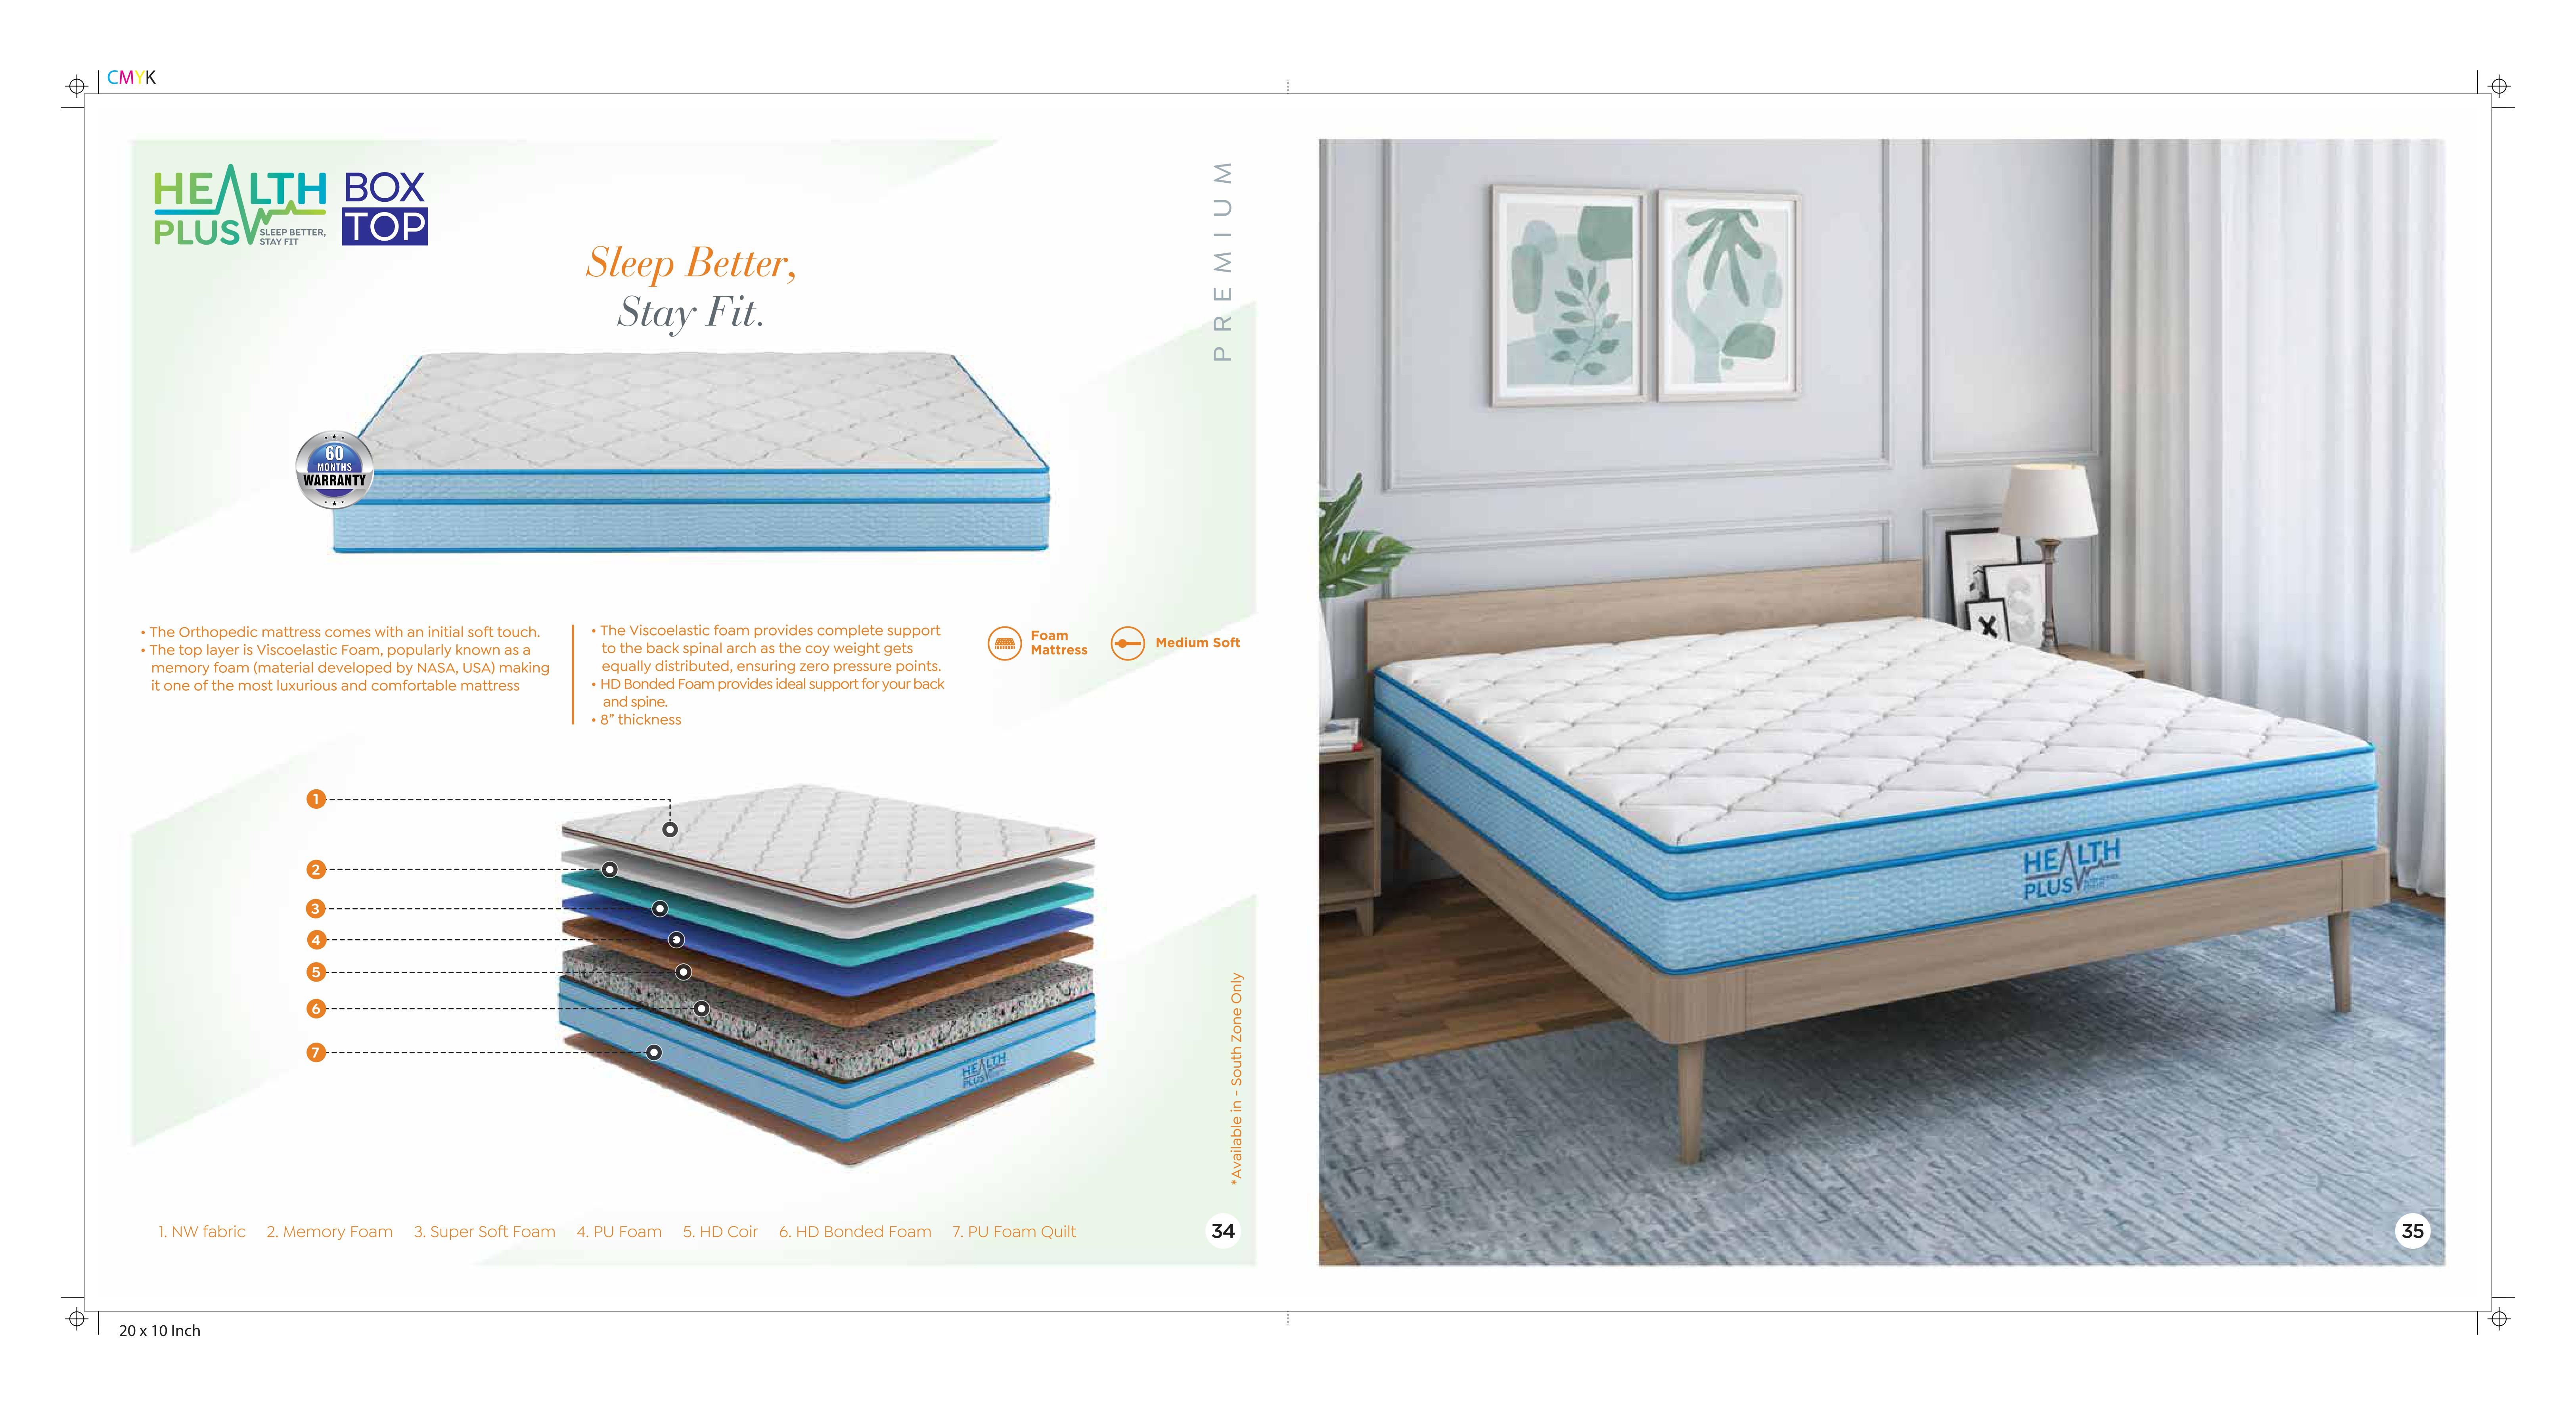 CMYK
HEALTH
PLUS
SLEEP BETTER,
STAY FIT
BOX
TOP
PREMIUM
Sleep Better,
Stay Fit.
60
MONTHS
WARRANTY
• The Orthopedic mattress comes with an initial soft touch.
• The top layer is Viscoelastic Foam, popularly known as a
memory foam (material developed by NASA, USA) making
it one of the most luxurious and comfortable mattress
• The Viscoelastic foam provides complete support
to the back spinal arch as the coy weight gets
equally distributed, ensuring zero pressure points.
• HD Bonded Foam provides ideal support for your back
and spine.
• 8” thickness
Foam
Mattress
Medium Soft
1
2
3
4
5
6
7
HEALTH
PLUS
*Available in - South Zone Only
1. NW fabric 2. Memory Foam 3. Super Soft Foam 4. PU Foam 5. HD Coir 6. HD Bonded Foam 7. PU Foam Quilt
34
X
S
HEALTH
PLUS
35
20 x 10 Inch